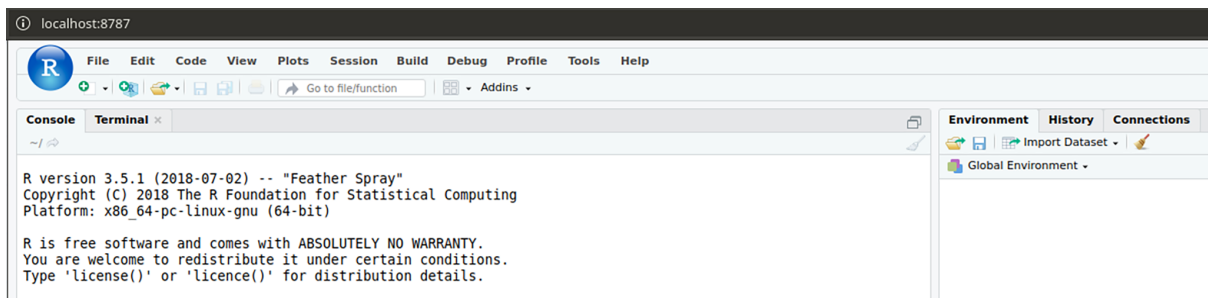 localhost:8787
R File Edit Code View Plots Session Build Debug Profile Tools Help
R Go to file/function Addins
Console Terminal
~/
R version 3.5.1 (2018-07-02) -- "Feather Spray"
Copyright (C) 2018 The R Foundation for Statistical Computing
Platform: x86_64-pc-linux-gnu (64-bit)
R is free software and comes with ABSOLUTELY NO WARRANTY.
You are welcome to redistribute it under certain conditions.
Type 'license()' or 'licence()' for distribution details.
Environment History Connections
Import Dataset
Global Environment